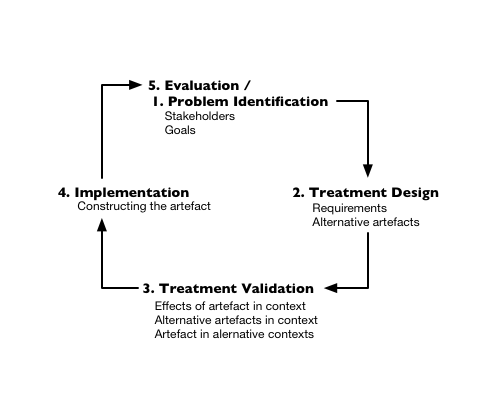 5. Evaluation /
1. Problem Identification
Stakeholders
Goals
2. Treatment Design
Requirements
Alternative artefacts
3. Treatment Validation
Effects of artefact in context
Alternative artefacts in context
Artefact in alernative contexts
4. Implementation
Constructing the artefact